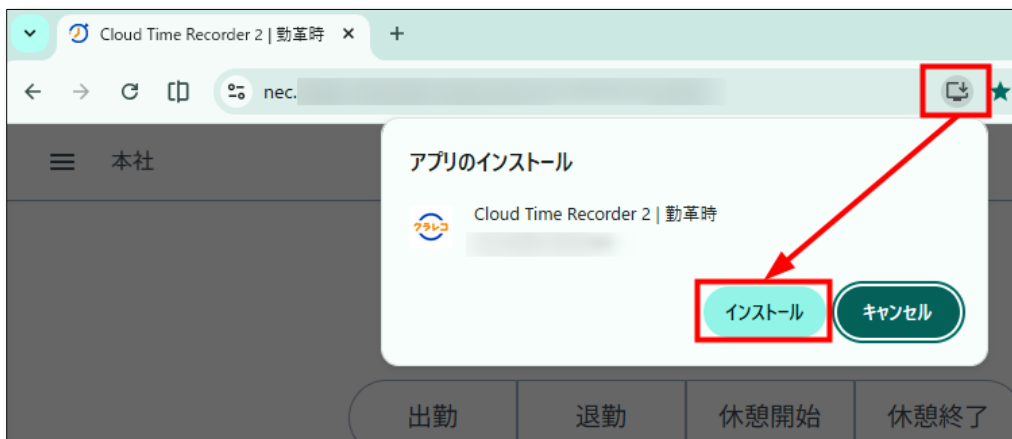 Cloud Time Recorder 2 | 勤革時
nec.
本社
アプリのインストール
クラレコ
Cloud Time Recorder 2 | 勤革時
インストール
キャンセル
出勤
退勤
休憩開始
休憩終了